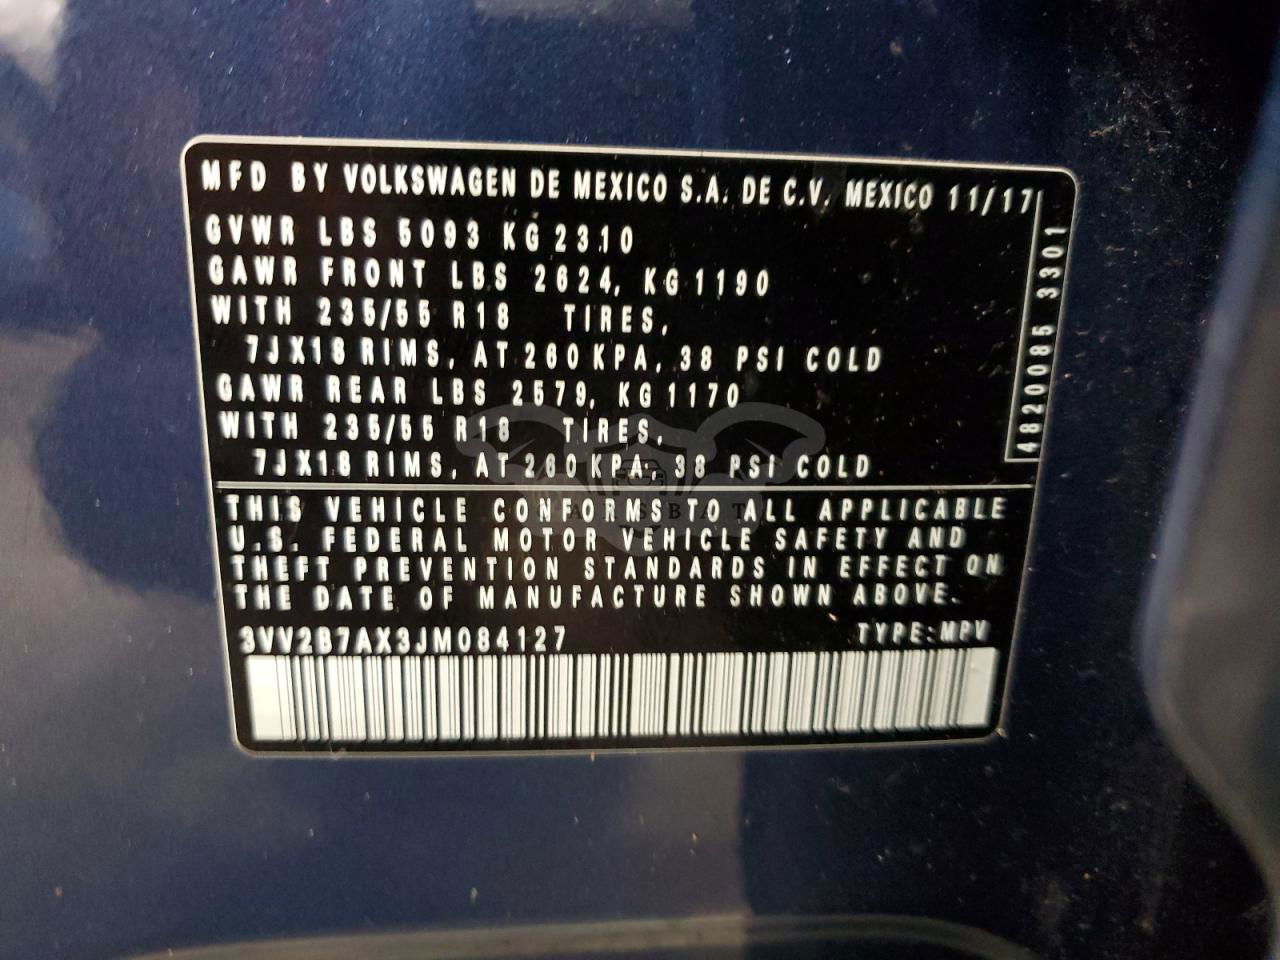 MFD BY VOLKSWAGEN DE MEXICO S.A. DE C.V. MEXICO 11/17
GVWR LBS 5093 KG 2310
GAWR FRONT LBS 2624, KG 1190
WITH 235/55 R18 TIRES,
7JX18 RIMS, AT 260 KPA, 38 PSI COLD
GAWR REAR LBS 2579, KG 1170
WITH 235/55 R18 TIRES,
7JX18 RIMS, AT 260 KPA, 38 PSI COLD
4820085 3301
THIS VEHICLE CONFORMS TO ALL APPLICABLE
U.S. FEDERAL MOTOR VEHICLE SAFETY AND
THEFT PREVENTION STANDARDS IN EFFECT ON
THE DATE OF MANUFACTURE SHOWN ABOVE.
3VV2B7AX3JM084127 TYPE: MPV